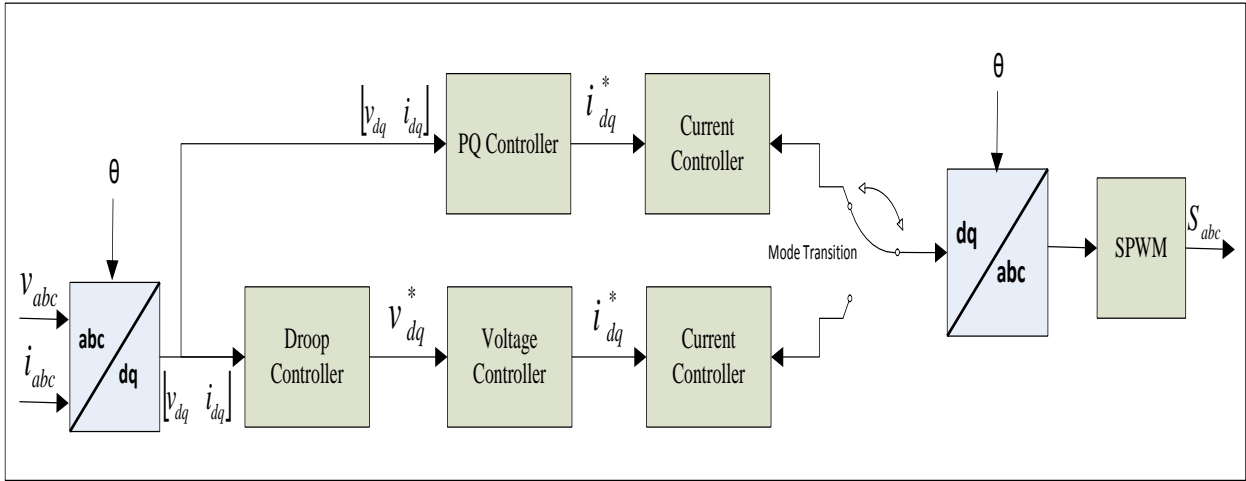 θ
v_abc
i_abc
abc
dq
[v_dq i_dq]
[v_dq i_dq]
PQ Controller
i*_dq
Current
Controller
Droop
Controller
v*_dq
Voltage
Controller
i*_dq
Current
Controller
Mode Transition
θ
dq
abc
SPWM
S_abc